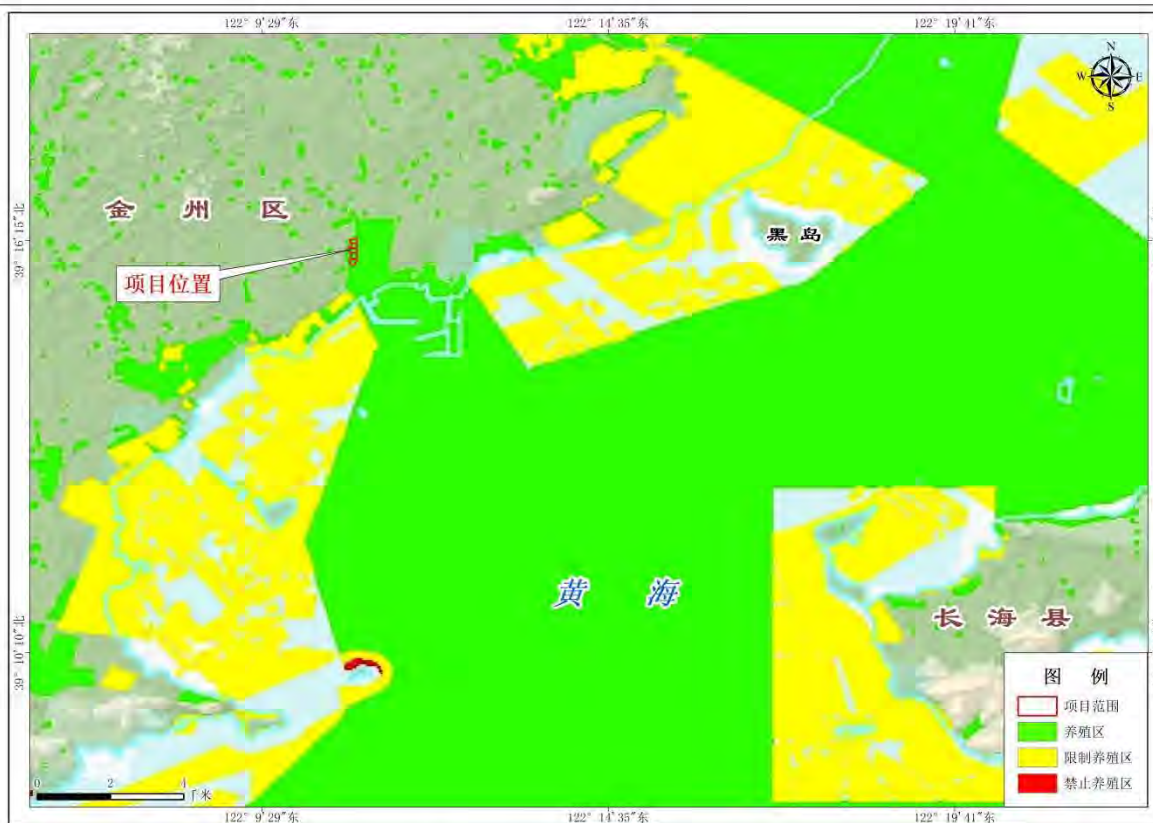 122° 9'29"东
122° 14'35"东
122° 19'41"东
N
W E
S
金州区
39° 16'15"北
黑岛
项目位置
黄海
长海县
39° 10'10"北
图例
项目范围
养殖区
限制养殖区
禁止养殖区
0 2 4
千米
122° 9'29"东
122° 14'35"东
122° 19'41"东